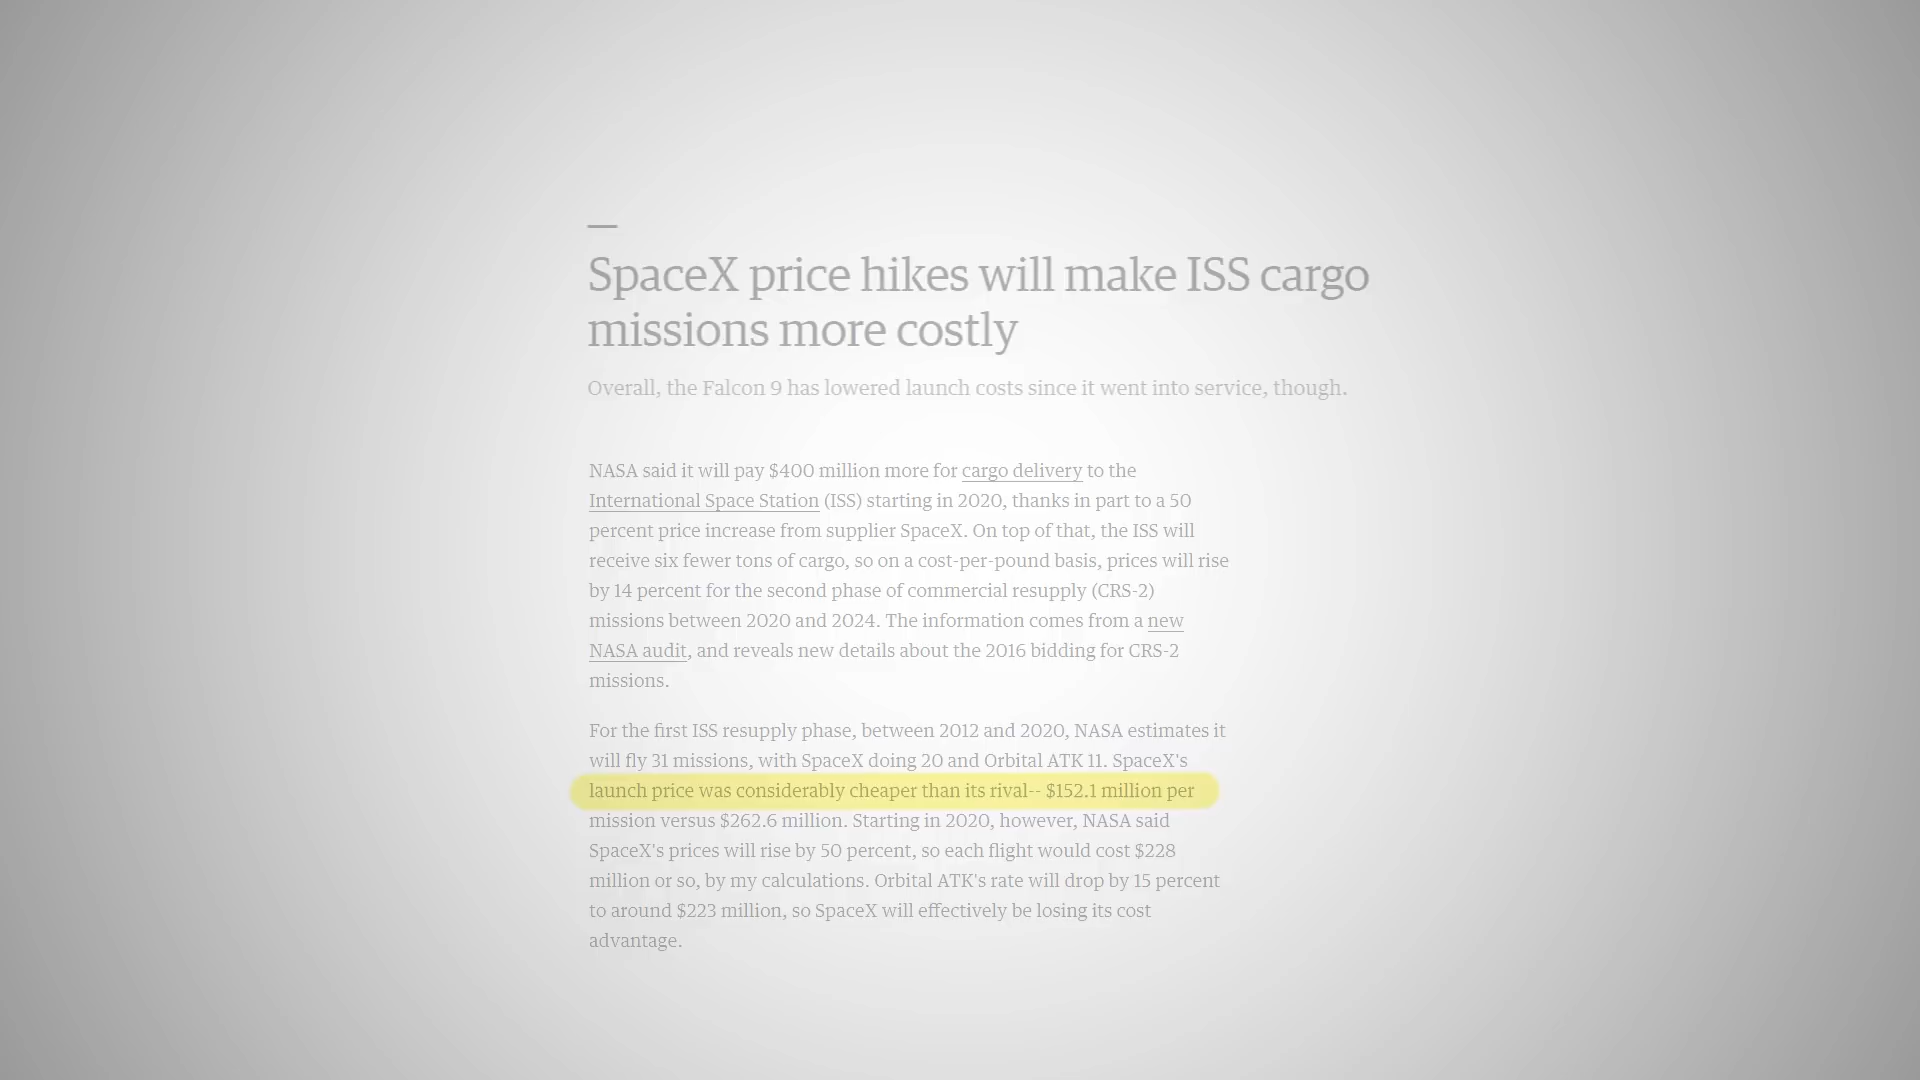 SpaceX price hikes will make ISS cargo
missions more costly
Overall, the Falcon 9 has lowered launch costs since it went into service, though.
NASA said it will pay $400 million more for cargo delivery to the
International Space Station (ISS) starting in 2020, thanks in part to a 50
percent price increase from supplier SpaceX. On top of that, the ISS will
receive six fewer tons of cargo, so on a cost-per-pound basis, prices will rise
by 14 percent for the second phase of commercial resupply (CRS-2)
missions between 2020 and 2024. The information comes from a new
NASA audit, and reveals new details about the 2016 bidding for CRS-2
missions.
For the first ISS resupply phase, between 2012 and 2020, NASA estimates it
will fly 31 missions, with SpaceX doing 20 and Orbital ATK 11. SpaceX's
launch price was considerably cheaper than its rival-- $152.1 million per
mission versus $262.6 million. Starting in 2020, however, NASA said
SpaceX's prices will rise by 50 percent, so each flight would cost $228
million or so, by my calculations. Orbital ATK's rate will drop by 15 percent
to around $223 million, so SpaceX will effectively be losing its cost
advantage.